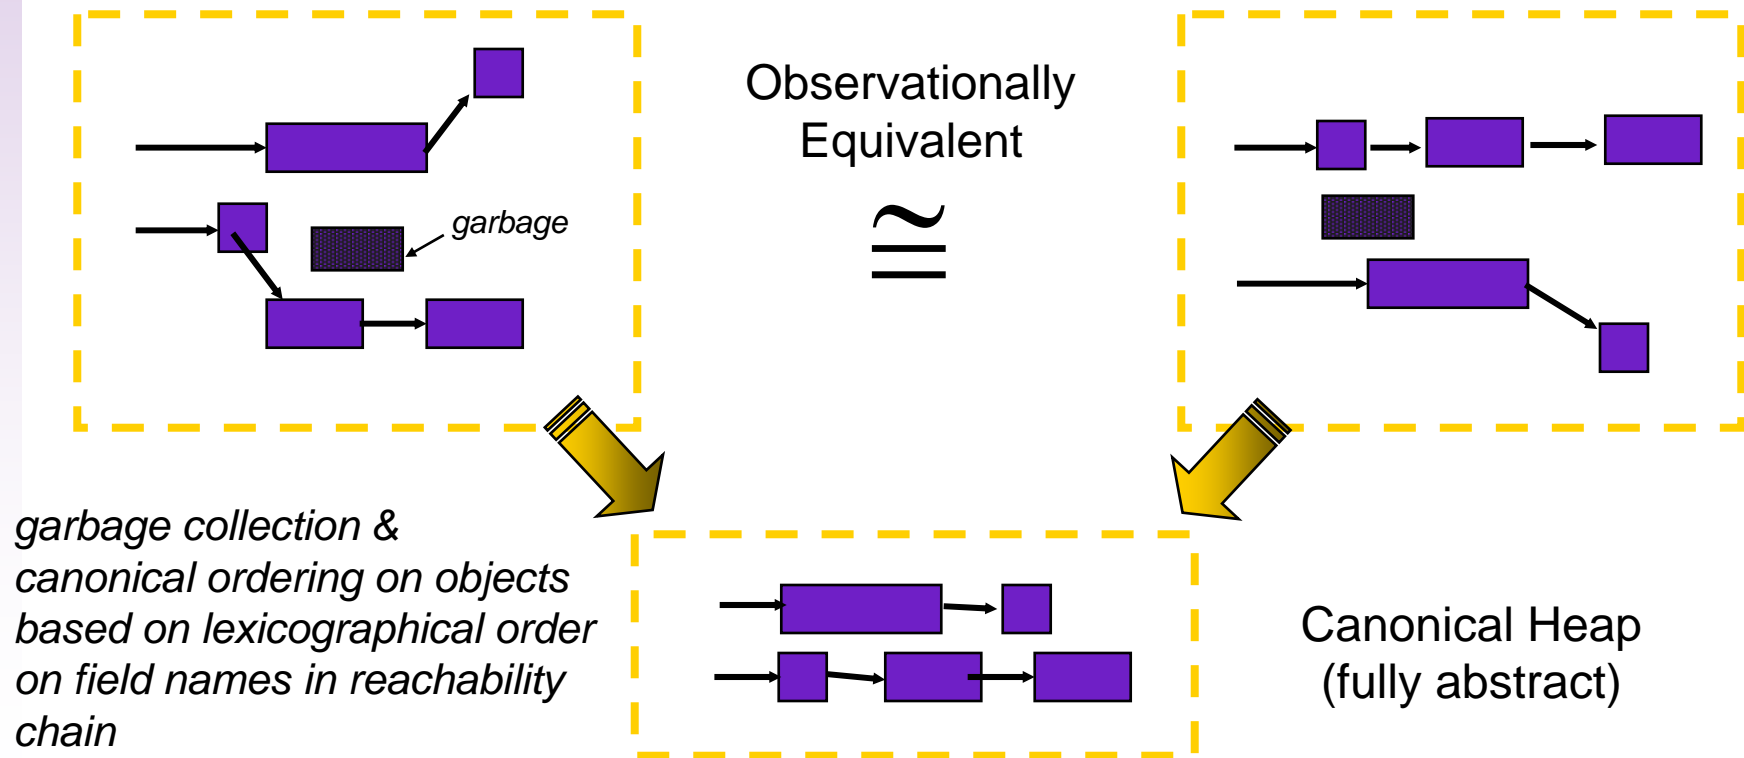 Observationally
Equivalent
≅
garbage
garbage collection &
canonical ordering on objects
based on lexicographical order
on field names in reachability
chain
Canonical Heap
(fully abstract)